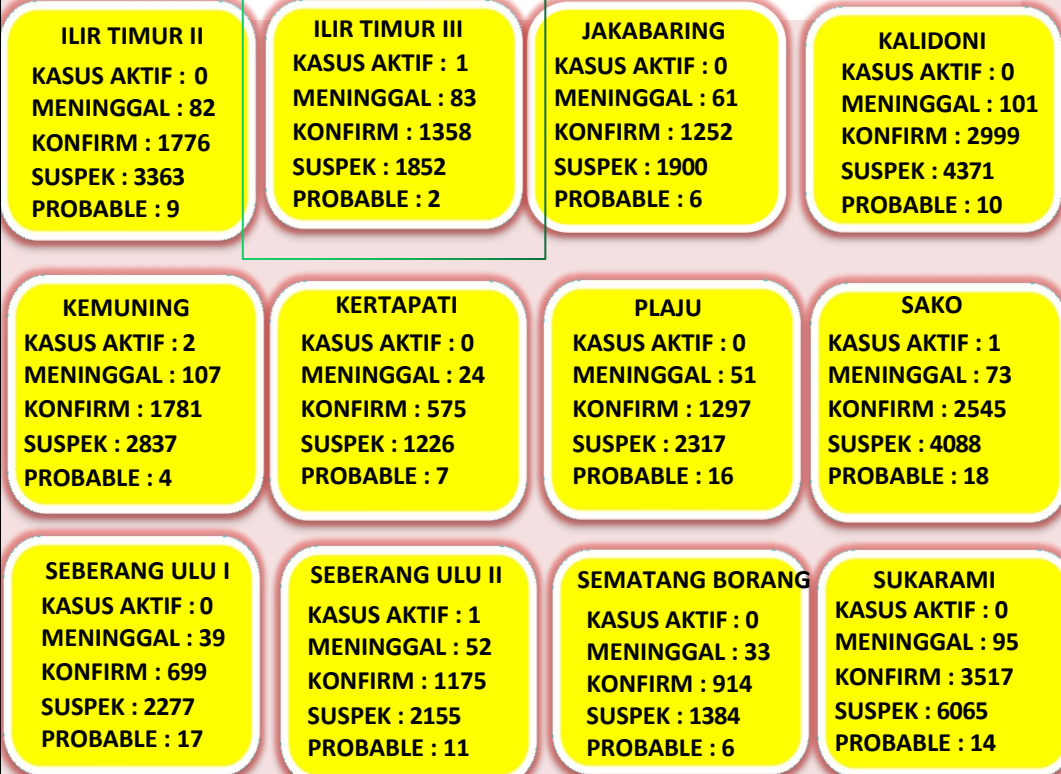 ILIR TIMUR II
KASUS AKTIF : 0
MENINGGAL : 82
KONFIRM : 1776
SUSPEK : 3363
PROBABLE : 9
ILIR TIMUR III
KASUS AKTIF : 1
MENINGGAL : 83
KONFIRM : 1358
SUSPEK : 1852
PROBABLE : 2
JAKABARING
KASUS AKTIF : 0
MENINGGAL : 61
KONFIRM : 1252
SUSPEK : 1900
PROBABLE : 6
KALIDONI
KASUS AKTIF : 0
MENINGGAL : 101
KONFIRM : 2999
SUSPEK : 4371
PROBABLE : 10
KEMUNING
KASUS AKTIF : 2
MENINGGAL : 107
KONFIRM : 1781
SUSPEK : 2837
PROBABLE : 4
KERTAPATI
KASUS AKTIF : 0
MENINGGAL : 24
KONFIRM : 575
SUSPEK : 1226
PROBABLE : 7
PLAJU
KASUS AKTIF : 0
MENINGGAL : 51
KONFIRM : 1297
SUSPEK : 2317
PROBABLE : 16
SAKO
KASUS AKTIF : 1
MENINGGAL : 73
KONFIRM : 2545
SUSPEK : 4088
PROBABLE : 18
SEBERANG ULU I
KASUS AKTIF : 0
MENINGGAL : 39
KONFIRM : 699
SUSPEK : 2277
PROBABLE : 17
SEBERANG ULU II
KASUS AKTIF : 1
MENINGGAL : 52
KONFIRM : 1175
SUSPEK : 2155
PROBABLE : 11
SEMATANG BORANG
KASUS AKTIF : 0
MENINGGAL : 33
KONFIRM : 914
SUSPEK : 1384
PROBABLE : 6
SUKARAMI
KASUS AKTIF : 0
MENINGGAL : 95
KONFIRM : 3517
SUSPEK : 6065
PROBABLE : 14